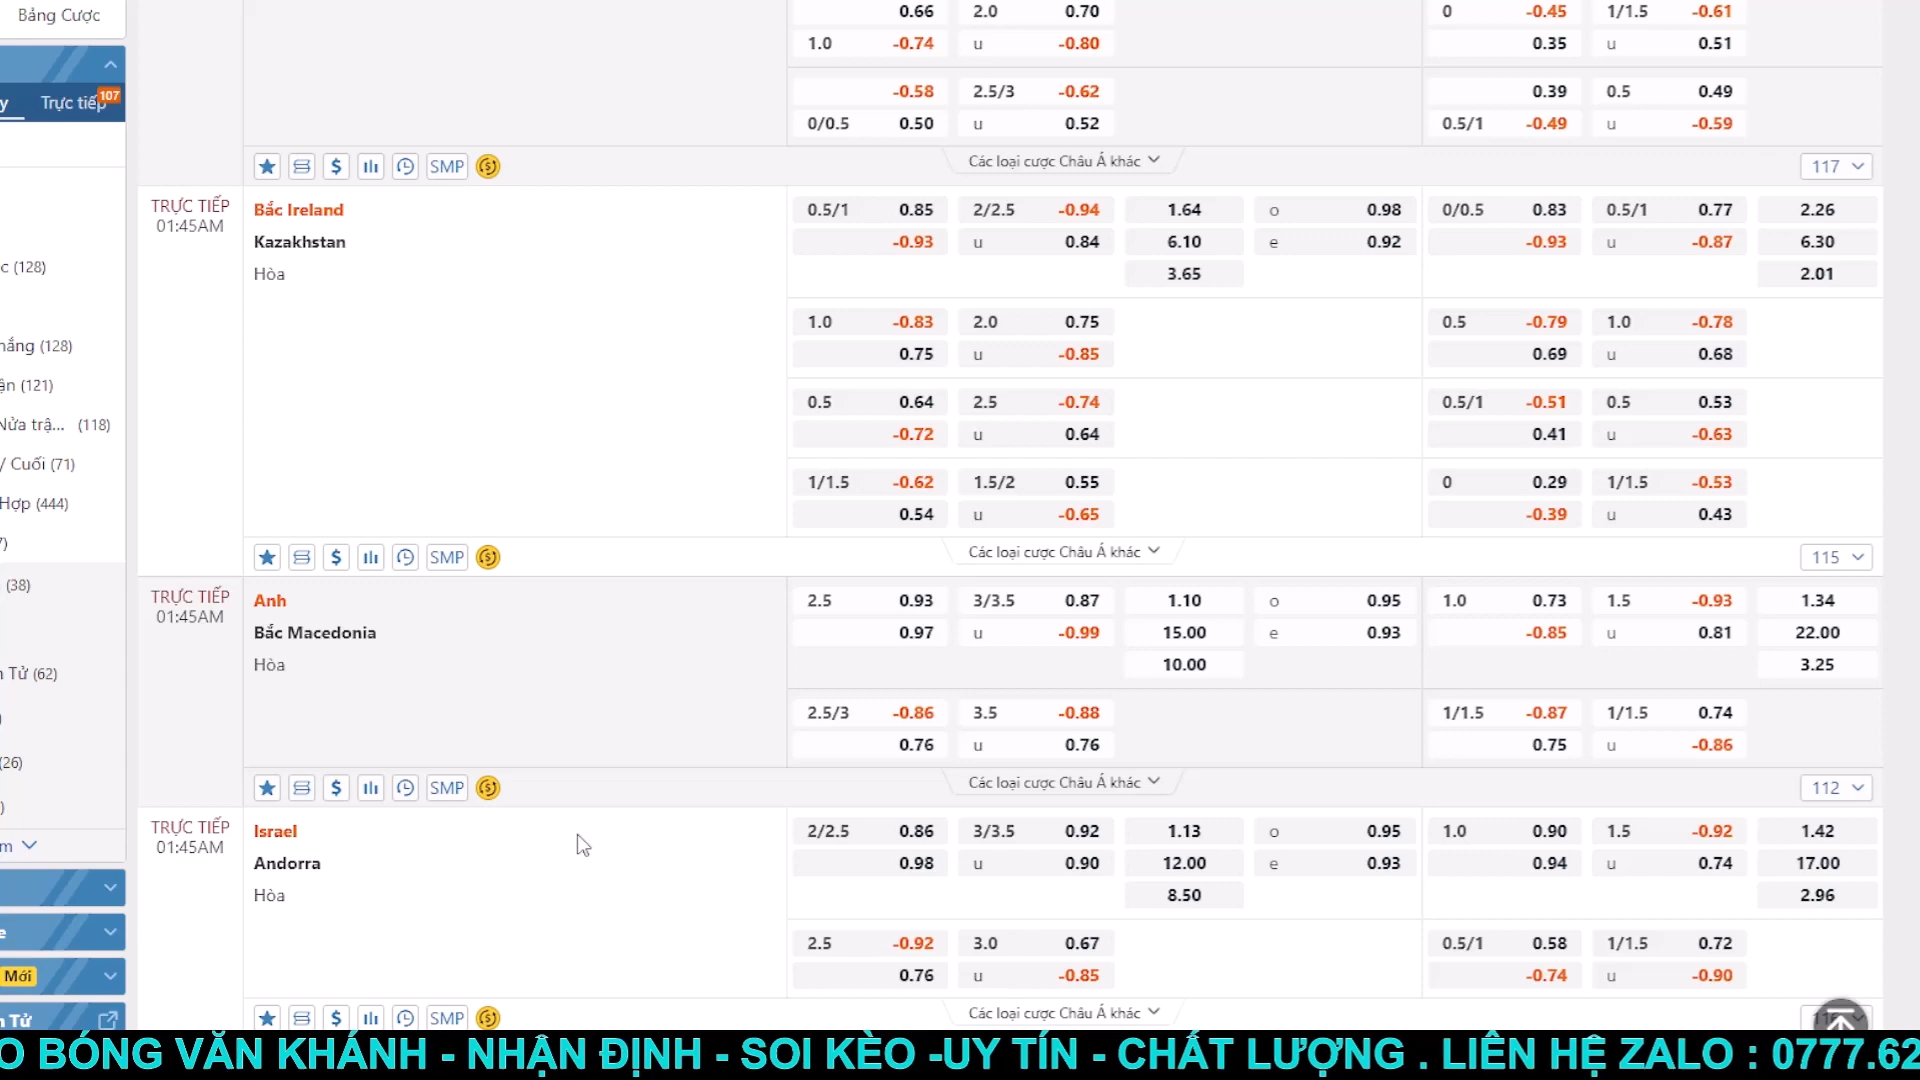 Bảng Cược
0.66 2.0 0.70 0 -0.45 1/1.5 -0.61
1.0 -0.74 u -0.80 0.35 u 0.51
y Trực tiếp 107
-0.58 2.5/3 -0.62 0.39 0.5 0.49
0/0.5 0.50 u 0.52 0.5/1 -0.49 u -0.59
$ SMP Các loại cược Châu Á khác 117
TRỰC TIẾP Bắc Ireland 0.5/1 0.85 2/2.5 -0.94 1.64 o 0.98 0/0.5 0.83 0.5/1 0.77 2.26
01:45AM Kazakhstan -0.93 u 0.84 6.10 e 0.92 -0.93 u -0.87 6.30
c (128) Hòa 3.65 2.01
1.0 -0.83 2.0 0.75 0.5 -0.79 1.0 -0.78
hắng (128) 0.75 u -0.85 0.69 u 0.68
ận (121)
0.5 0.64 2.5 -0.74 0.5/1 -0.51 0.5 0.53
Nửa trậ... (118) -0.72 u 0.64 0.41 u -0.63
/ Cuối (71)
1/1.5 -0.62 1.5/2 0.55 0 0.29 1/1.5 -0.53
Hợp (444) 0.54 u -0.65 -0.39 u 0.43
$ SMP Các loại cược Châu Á khác 115
(38)
TRỰC TIẾP Anh 2.5 0.93 3/3.5 0.87 1.10 o 0.95 1.0 0.73 1.5 -0.93 1.34
01:45AM Bắc Macedonia 0.97 u -0.99 15.00 e 0.93 -0.85 u 0.81 22.00
Hòa 10.00 3.25
n Tử (62)
2.5/3 -0.86 3.5 -0.88 1/1.5 -0.87 1/1.5 0.74
0.76 u 0.76 0.75 u -0.86
(26)
$ SMP Các loại cược Châu Á khác 112
TRỰC TIẾP Israel 2/2.5 0.86 3/3.5 0.92 1.13 o 0.95 1.0 0.90 1.5 -0.92 1.42
01:45AM Andorra 0.98 u 0.90 12.00 e 0.93 0.94 u 0.74 17.00
m Hòa 8.50 2.96
e 2.5 -0.92 3.0 0.67 0.5/1 0.58 1/1.5 0.72
Mới 0.76 u -0.85 -0.74 u -0.90
n Tử $ SMP Các loại cược Châu Á khác
O BÓNG VĂN KHÁNH - NHẬN ĐỊNH - SOI KÈO -UY TÍN - CHẤT LƯỢNG . LIÊN HỆ ZALO : 0777.62